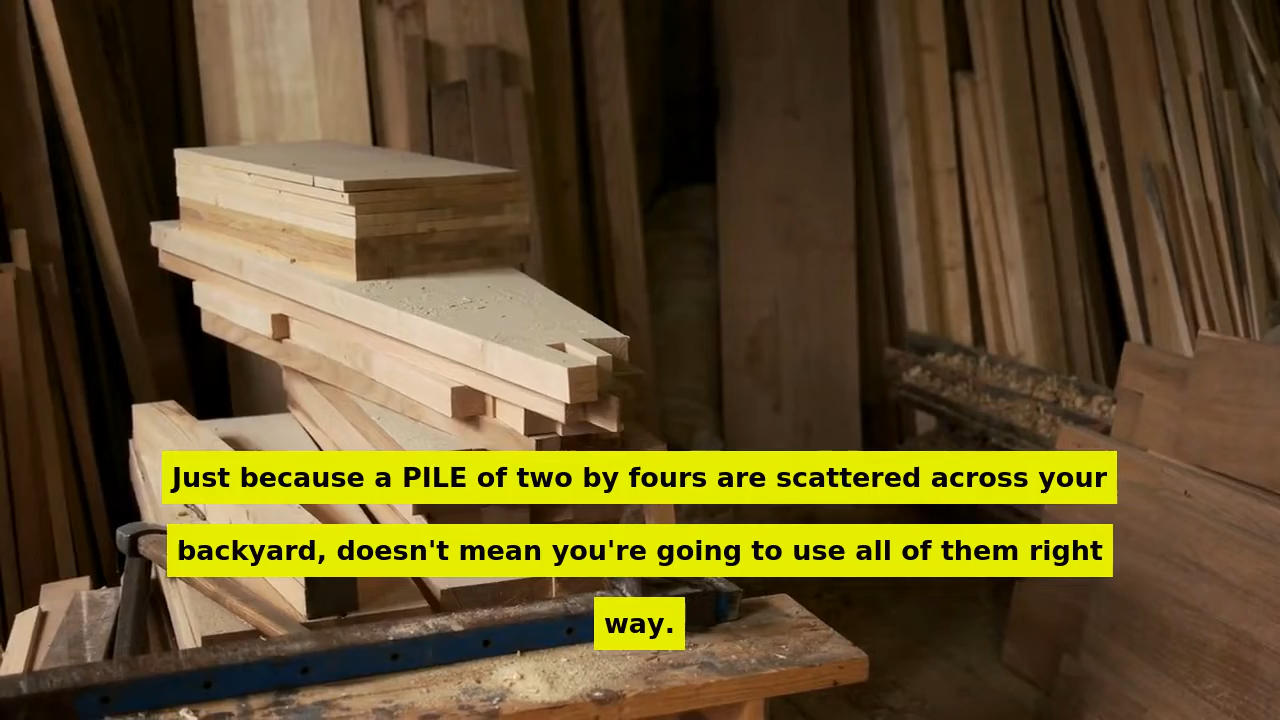 Just because a PILE of two by fours are scattered across your
backyard, doesn't mean you're going to use all of them right
way.